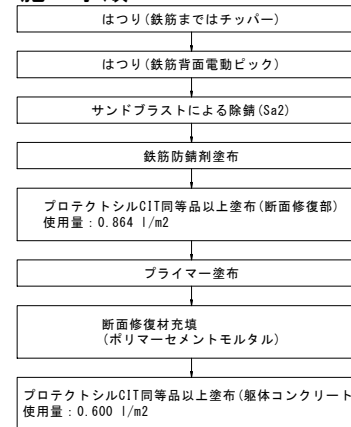 はつり(鉄筋まではチッパー)
はつり(鉄筋背面電動ピック)
サンドブラストによる除錆(Sa2)
鉄筋防錆剤塗布
プロテクトシルCIT同等品以上塗布(断面修復部)
使用量：0.864 l/m2
プライマー塗布
断面修復材充填
(ポリマーセメントモルタル)
プロテクトシルCIT同等品以上塗布(躯体コンクリート
使用量：0.600 l/m2